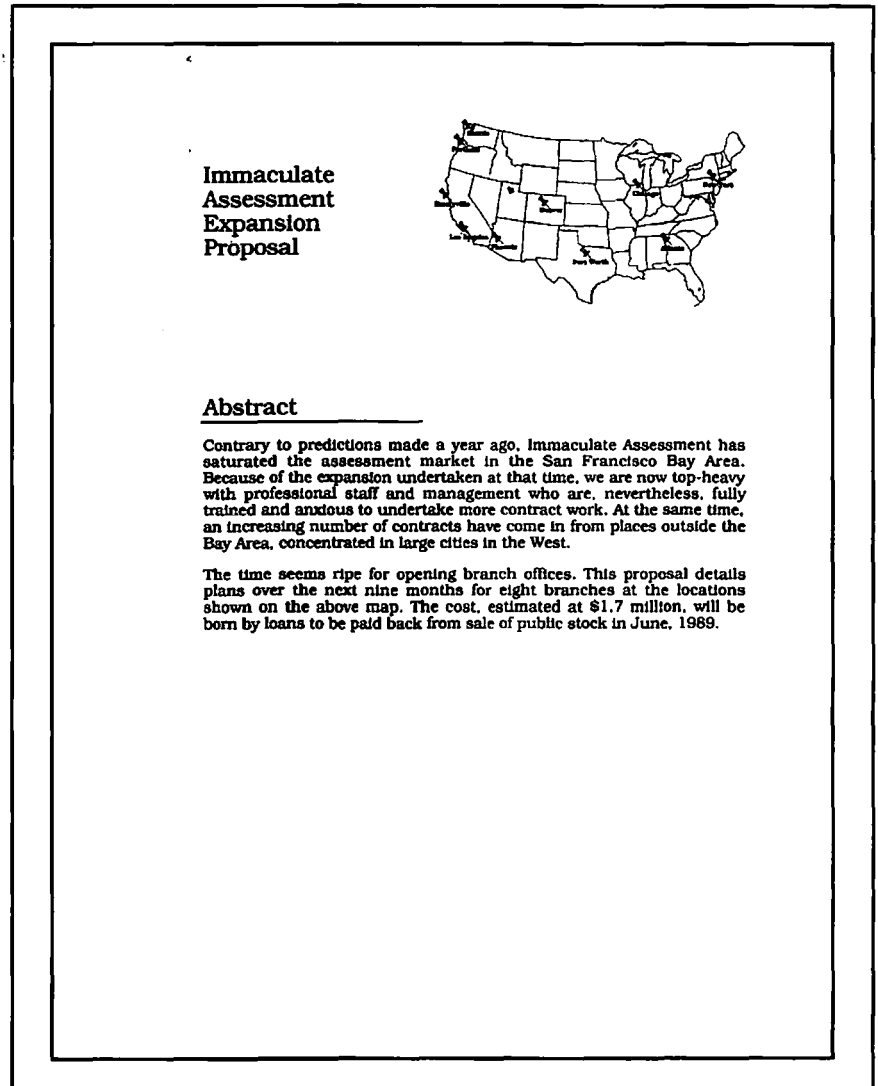 Immaculate
Assessment
Expansion
Proposal
Seattle
Portland
Denver
Chicago
New York
Los Angeles
Phoenix
Fort Worth
Atlanta
Abstract
Contrary to predictions made a year ago, Immaculate Assessment has
saturated the assessment market in the San Francisco Bay Area.
Because of the expansion undertaken at that time, we are now top-heavy
with professional staff and management who are, nevertheless, fully
trained and anxious to undertake more contract work. At the same time,
an increasing number of contracts have come in from places outside the
Bay Area, concentrated in large cities in the West.
The time seems ripe for opening branch offices. This proposal details
plans over the next nine months for eight branches at the locations
shown on the above map. The cost, estimated at $1.7 million, will be
born by loans to be paid back from sale of public stock in June, 1989.